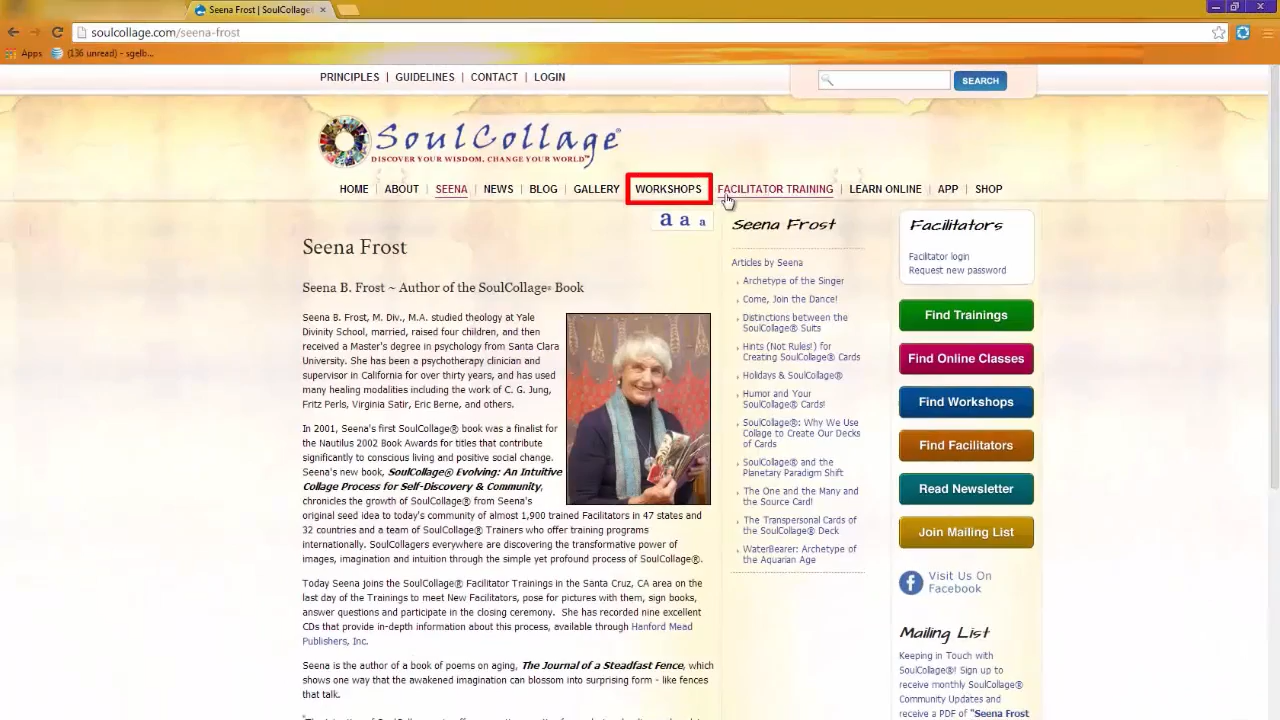 Seena Frost | SoulCollage®
soulcollage.com/seena-frost
Apps (136 unread) - sgelb...
PRINCIPLES | GUIDELINES | CONTACT | LOGIN
SEARCH
SoulCollage®
DISCOVER YOUR WISDOM, CHANGE YOUR WORLD™
HOME | ABOUT | SEENA | NEWS | BLOG | GALLERY | WORKSHOPS | FACILITATOR TRAINING | LEARN ONLINE | APP | SHOP
a a a
Seena Frost
Seena B. Frost ~ Author of the SoulCollage® Book
Seena B. Frost, M. Div., M.A. studied theology at Yale
Divinity School, married, raised four children, and then
received a Master's degree in psychology from Santa Clara
University. She has been a psychotherapy clinician and
supervisor in California for over thirty years, and has used
many healing modalities including the work of C. G. Jung,
Fritz Perls, Virginia Satir, Eric Berne, and others.
In 2001, Seena's first SoulCollage® book was a finalist for
the Nautilus 2002 Book Awards for titles that contribute
significantly to conscious living and positive social change.
Seena's new book, SoulCollage® Evolving: An Intuitive
Collage Process for Self-Discovery & Community,
chronicles the growth of SoulCollage® from Seena's
original seed idea to today's community of almost 1,900 trained Facilitators in 47 states and
32 countries and a team of SoulCollage® Trainers who offer training programs
internationally. SoulCollagers everywhere are discovering the transformative power of
images, imagination and intuition through the simple yet profound process of SoulCollage®.
Today Seena joins the SoulCollage® Facilitator Trainings in the Santa Cruz, CA area on the
last day of the Trainings to meet New Facilitators, pose for pictures with them, sign books,
answer questions and participate in the closing ceremony. She has recorded nine excellent
CDs that provide in-depth information about this process, available through Hanford Mead
Publishers, Inc.
Seena is the author of a book of poems on aging, The Journal of a Steadfast Fence, which
shows one way that the awakened imagination can blossom into surprising form - like fences
that talk.
Seena Frost
Articles by Seena
Archetype of the Singer
Come, Join the Dance!
Distinctions between the
SoulCollage® Suits
Hints (Not Rules!) for
Creating SoulCollage® Cards
Holidays & SoulCollage®
Humor and Your
SoulCollage® Cards!
SoulCollage®: Why We Use
Collage to Create Our Decks
of Cards
SoulCollage® and the
Planetary Paradigm Shift
The One and the Many and
the Source Card!
The Transpersonal Cards of
the SoulCollage® Deck
WaterBearer: Archetype of
the Aquarian Age
Facilitators
Facilitator login
Request new password
Find Trainings
Find Online Classes
Find Workshops
Find Facilitators
Read Newsletter
Join Mailing List
Visit Us On
Facebook
Mailing List
Keeping in Touch with
SoulCollage®! Sign up to
receive monthly SoulCollage®
Community Updates and
receive a PDF of "Seena Frost